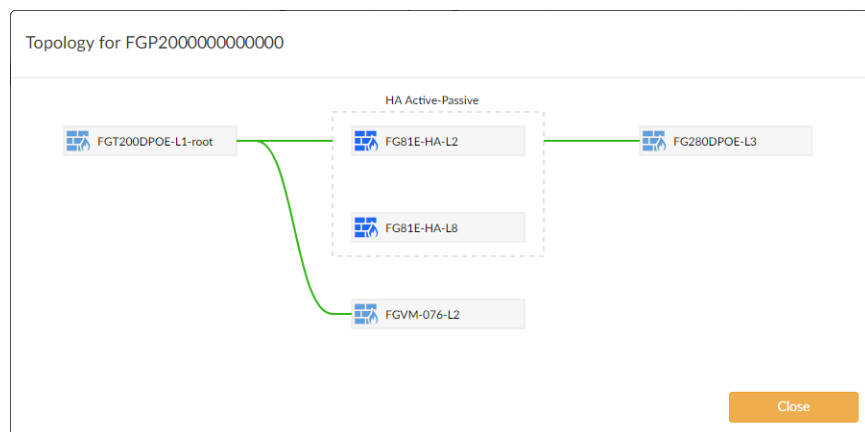 Topology for FGP2000000000000
HA Active-Passive
FGT200DPOE-L1-root
FG81E-HA-L2
FG280DPOE-L3
FG81E-HA-L8
FGVM-076-L2
Close